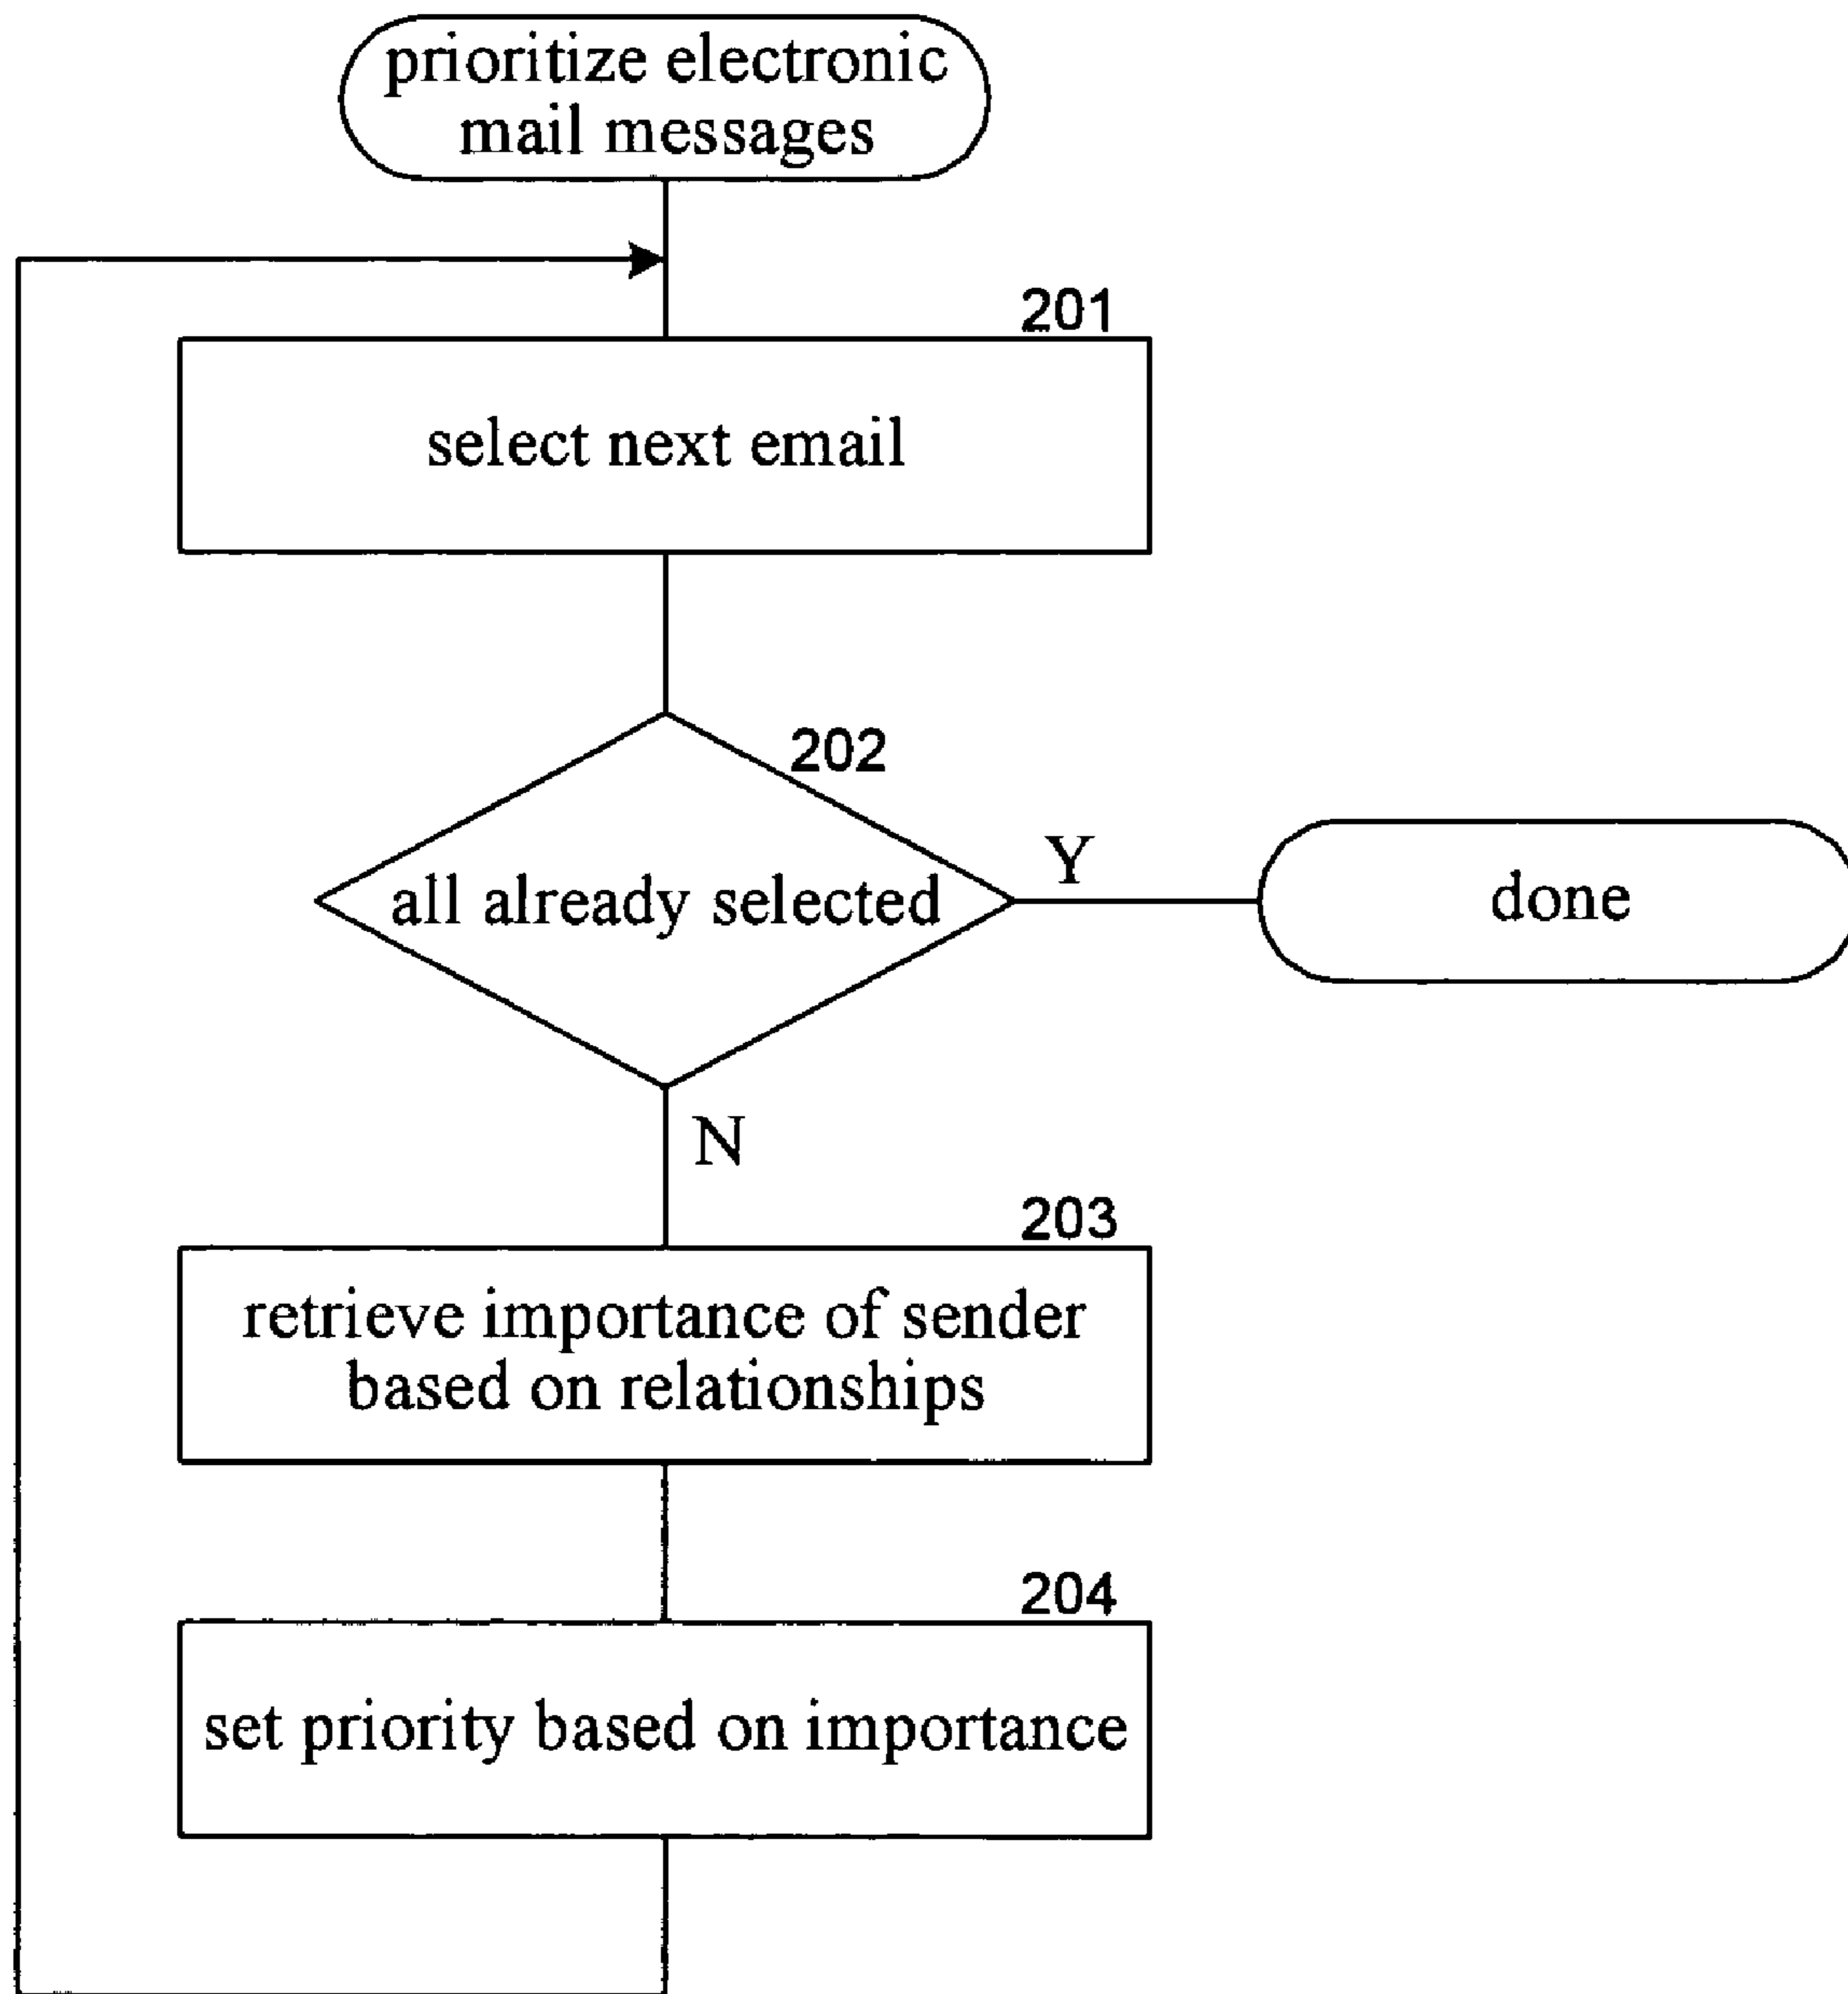 prioritize electronic
mail messages
201
select next email
202
all already selected
Y
done
N
203
retrieve importance of sender
based on relationships
204
set priority based on importance